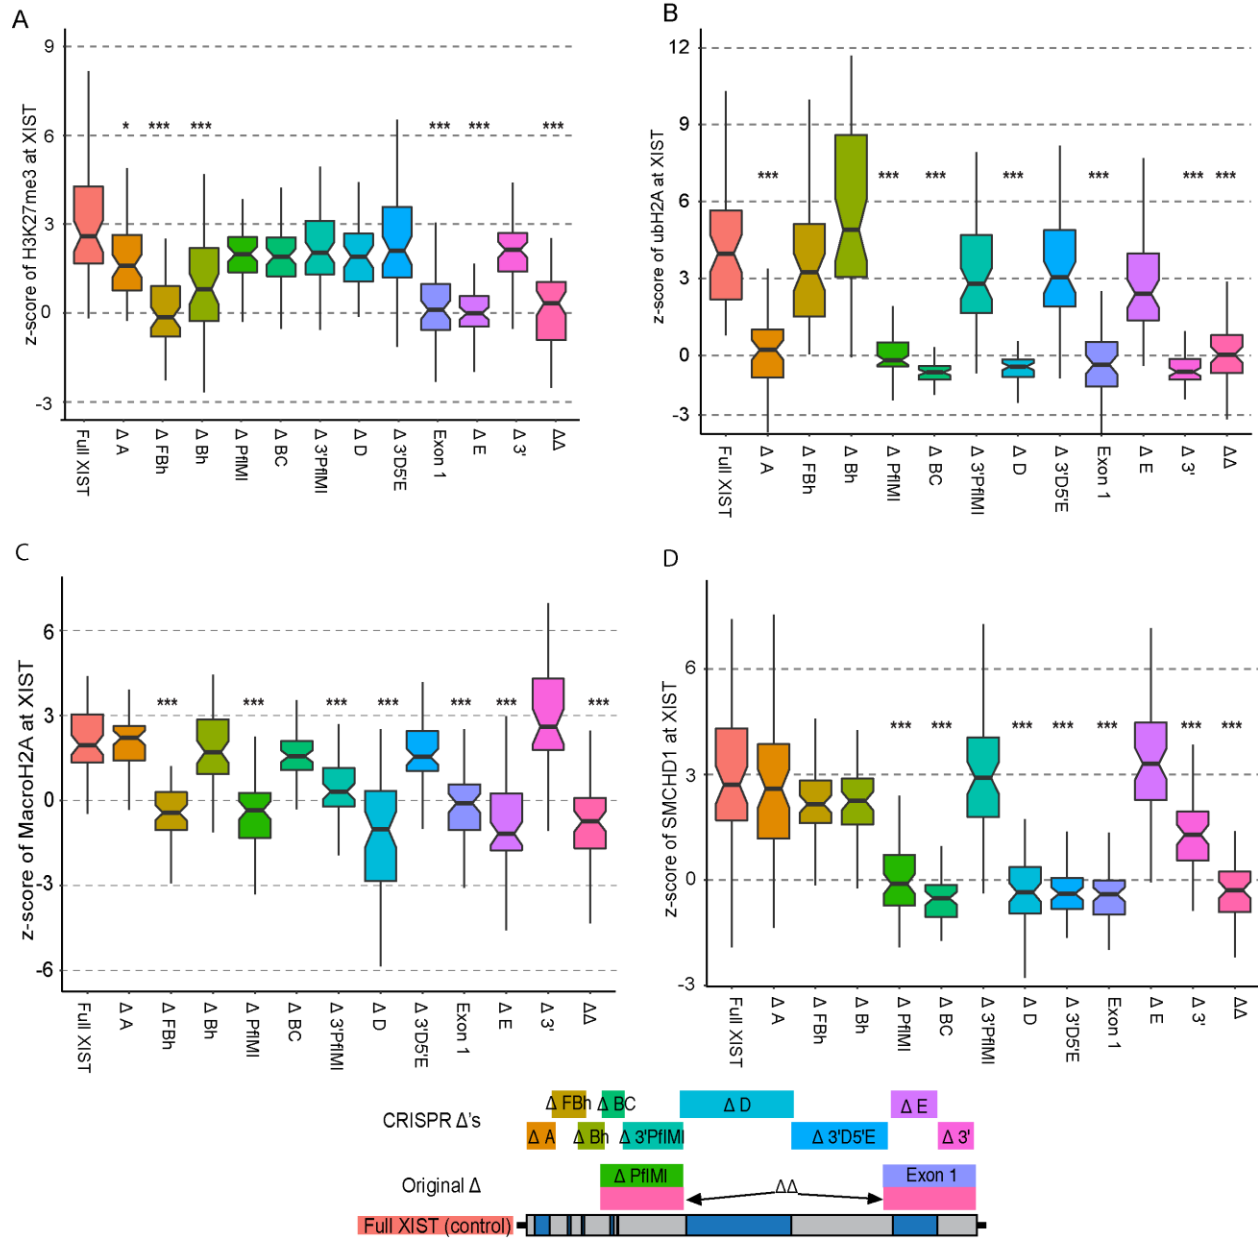 A
z-score of H3K27me3 at XIST
9
6
3
0
-3
* *** *** *** *** ***
Full XIST
Δ A
Δ FBh
Δ Bh
Δ PflMI
Δ BC
Δ 3'PflMI
Δ D
Δ 3'D5'E
Exon 1
Δ E
Δ 3'
ΔΔ
B
z-score of ubH2A at XIST
12
9
6
3
0
-3
*** *** *** *** *** *** ***
Full XIST
Δ A
Δ FBh
Δ Bh
Δ PflMI
Δ BC
Δ 3'PflMI
Δ D
Δ 3'D5'E
Exon 1
Δ E
Δ 3'
ΔΔ
C
z-score of MacroH2A at XIST
6
3
0
-3
-6
*** *** *** *** *** *** ***
Full XIST
Δ A
Δ FBh
Δ Bh
Δ PflMI
Δ BC
Δ 3'PflMI
Δ D
Δ 3'D5'E
Exon 1
Δ E
Δ 3'
ΔΔ
D
z-score of SMCHD1 at XIST
6
3
0
-3
*** *** *** *** *** *** ***
Full XIST
Δ A
Δ FBh
Δ Bh
Δ PflMI
Δ BC
Δ 3'PflMI
Δ D
Δ 3'D5'E
Exon 1
Δ E
Δ 3'
ΔΔ
CRISPR Δ's
Δ FBh Δ BC Δ D Δ E
Δ A Δ Bh Δ 3'PflMI Δ 3'D5'E Δ 3'
Original Δ
Δ PflMI ΔΔ Exon 1
Full XIST (control)